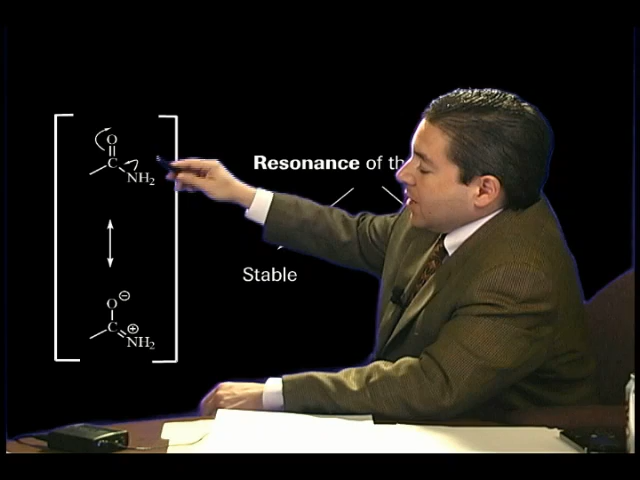 O
C
NH₂
Resonance of th
Stable
O⊖
C
⊕
NH₂